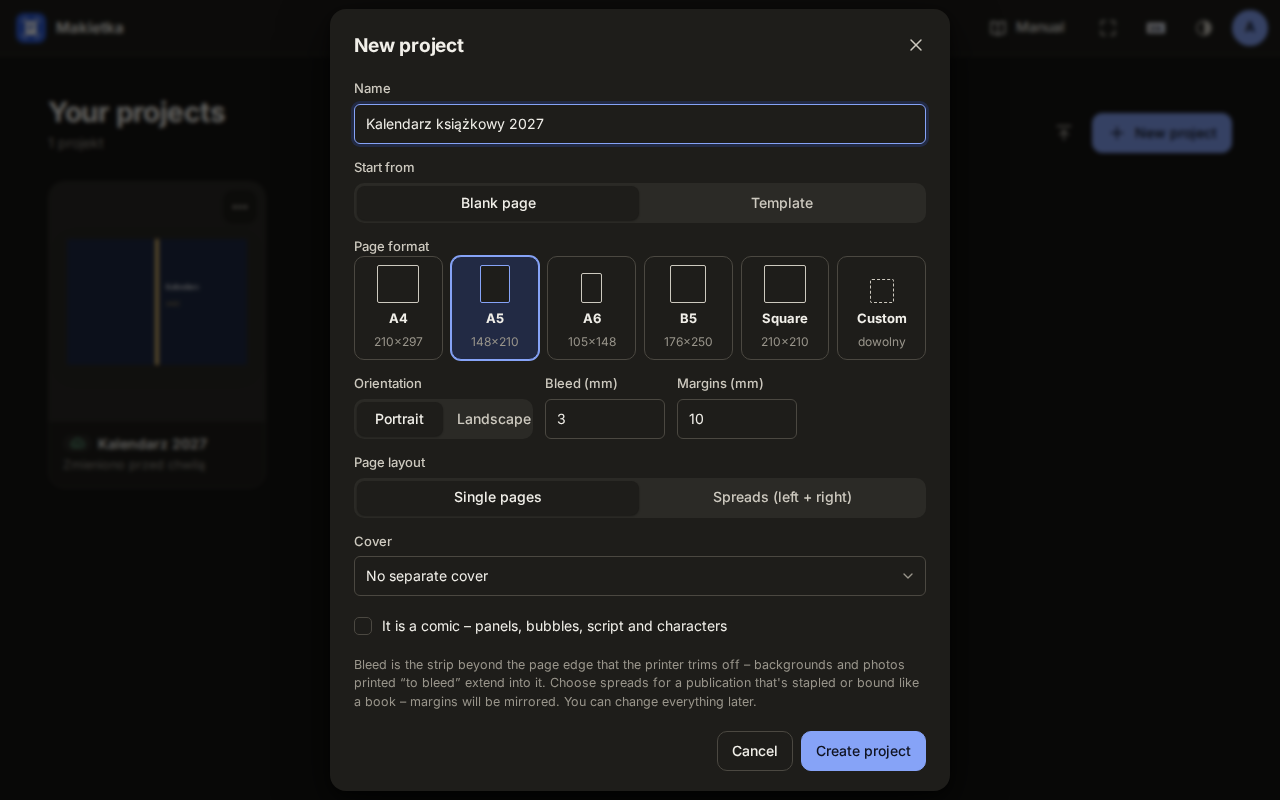 Makietka
Manual
A
Your projects
1 projekt
New project
Kalendarz 2027
Zmieniono przed chwilą
New project
Name
Kalendarz książkowy 2027
Start from
Blank page
Template
Page format
A4
210×297
A5
148×210
A6
105×148
B5
176×250
Square
210×210
Custom
dowolny
Orientation
Bleed (mm)
Margins (mm)
Portrait
Landscape
3
10
Page layout
Single pages
Spreads (left + right)
Cover
No separate cover
It is a comic – panels, bubbles, script and characters
Bleed is the strip beyond the page edge that the printer trims off – backgrounds and photos
printed “to bleed” extend into it. Choose spreads for a publication that's stapled or bound like
a book – margins will be mirrored. You can change everything later.
Cancel
Create project